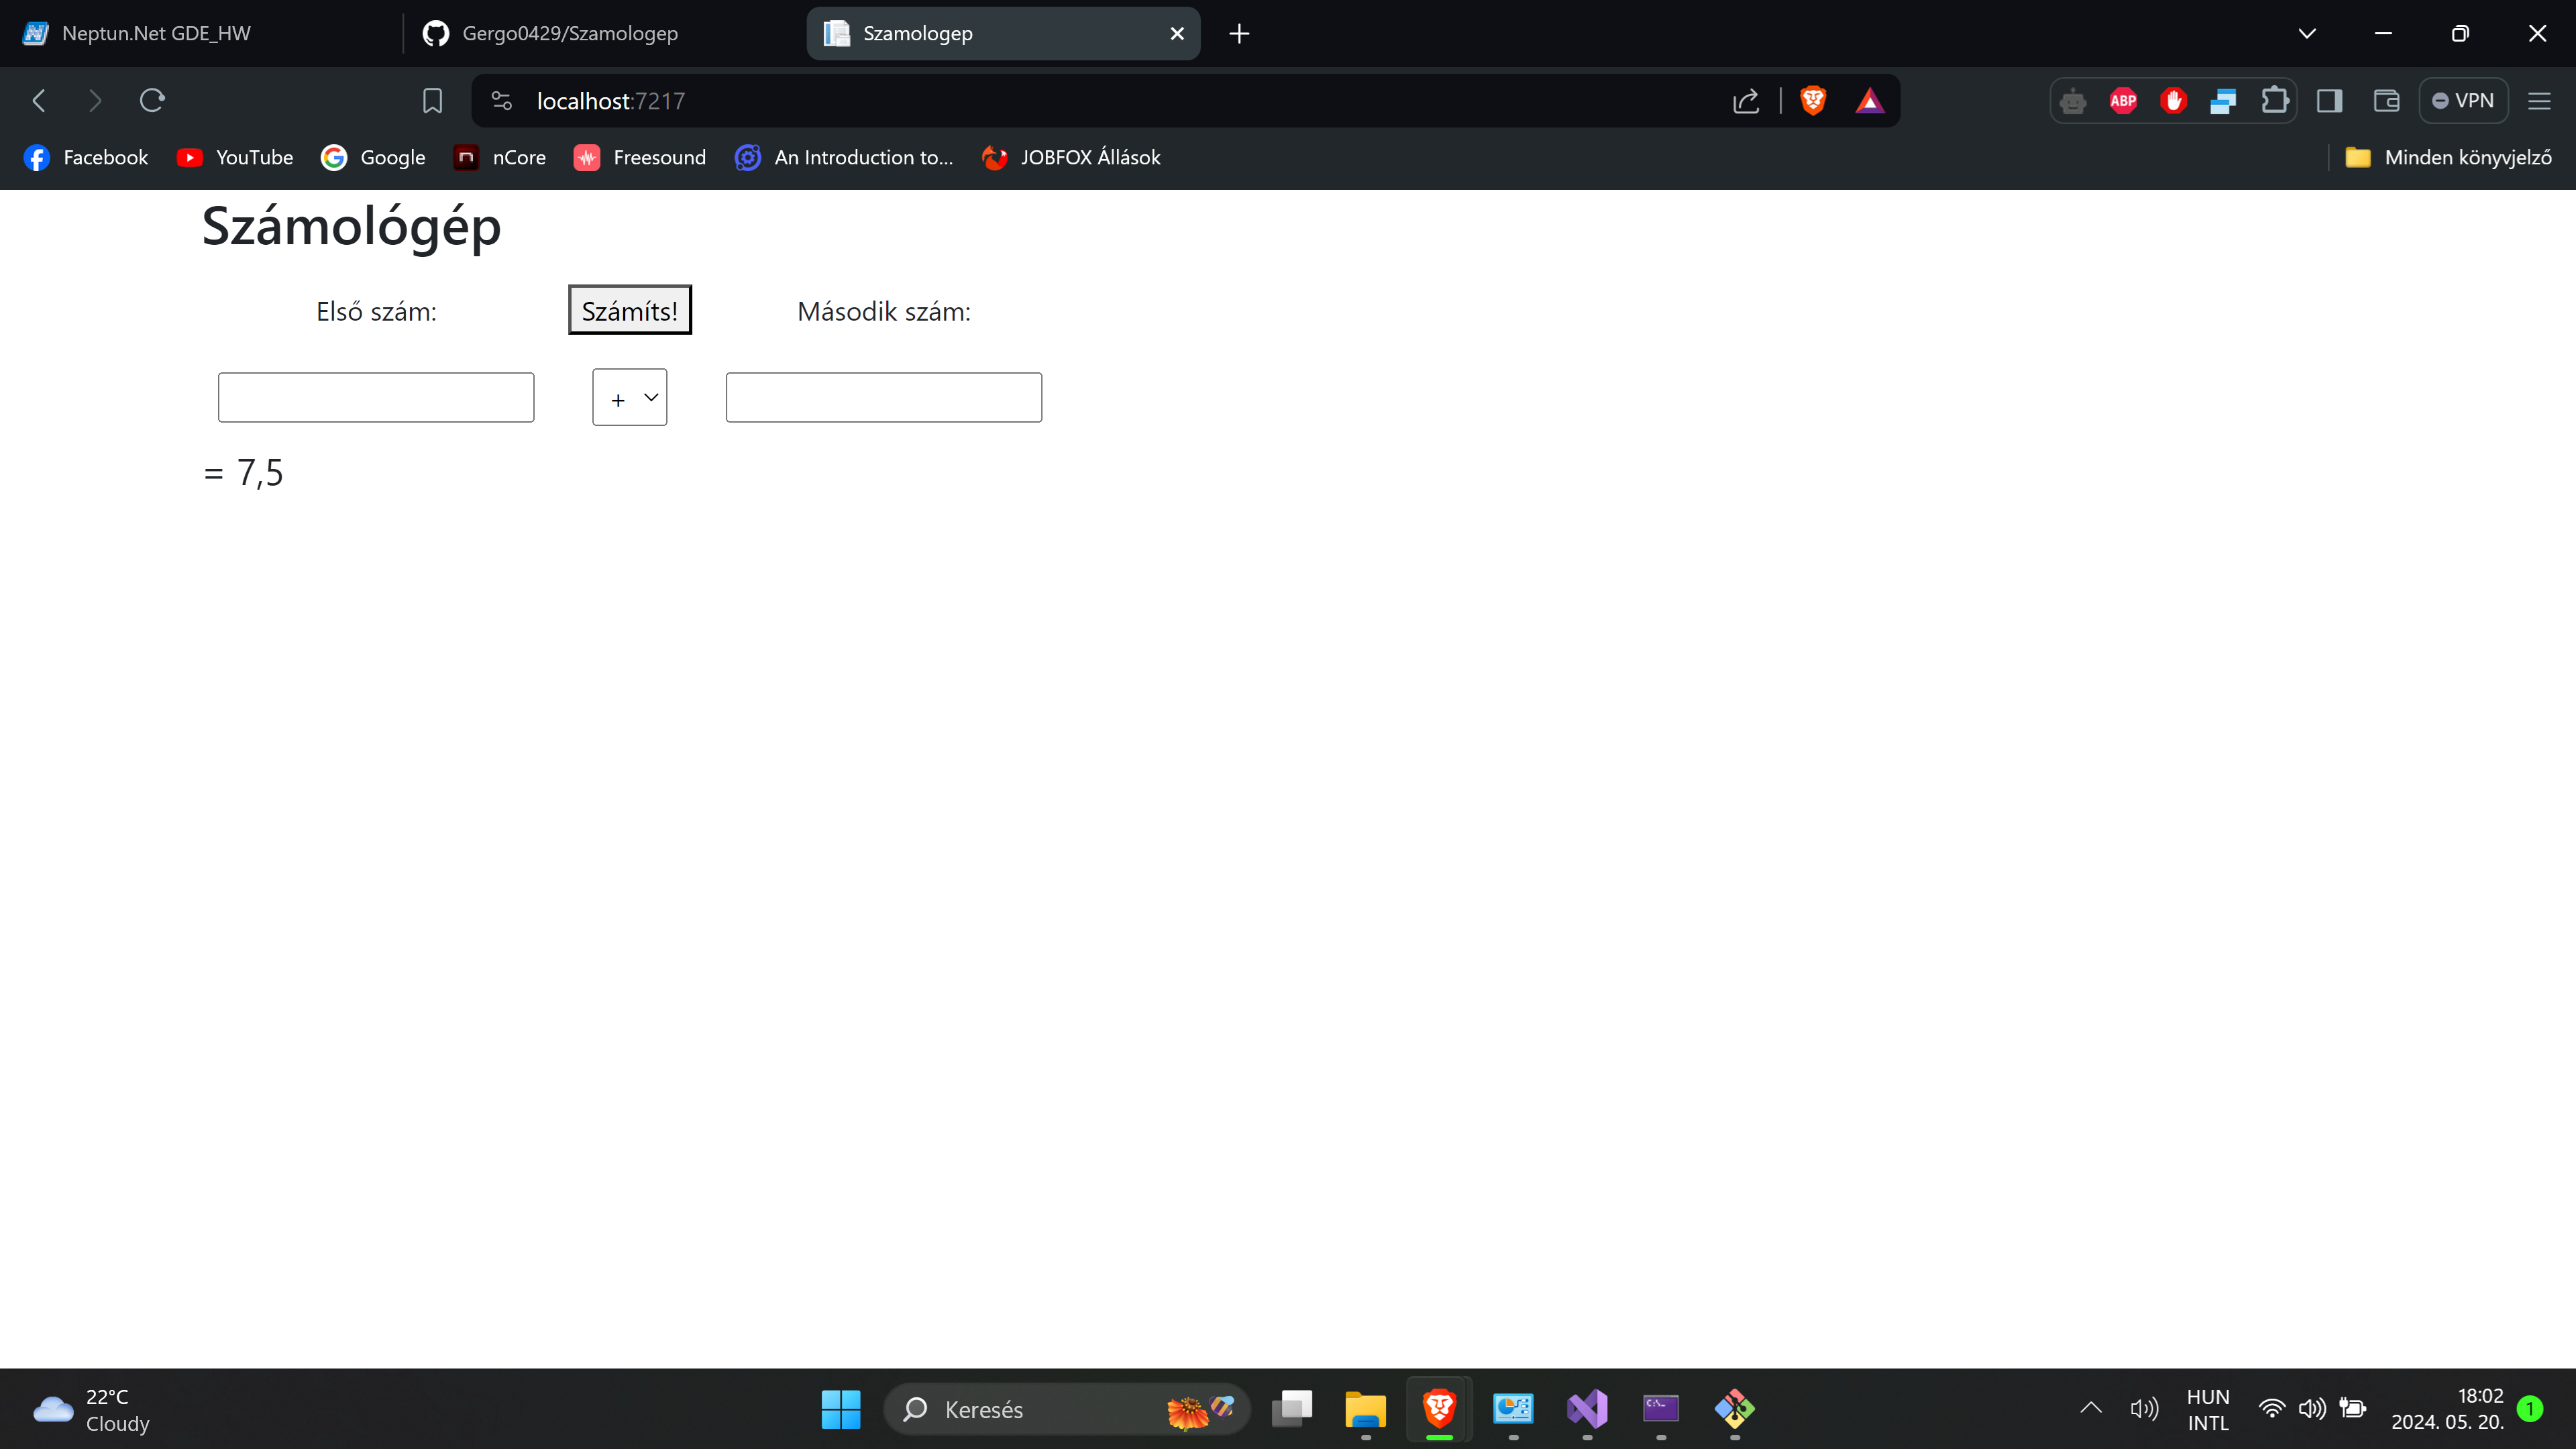 Neptun.Net GDE_HW
Gergo0429/Szamologep
Szamologep
localhost:7217
ABP
VPN
Facebook
YouTube
Google
nCore
Freesound
An Introduction to...
JOBFOX Állások
Minden könyvjelző
Számológép
Első szám:
Számíts!
Második szám:
+
= 7,5
22°C
Cloudy
Keresés
HUN
INTL
18:02
2024. 05. 20.
1